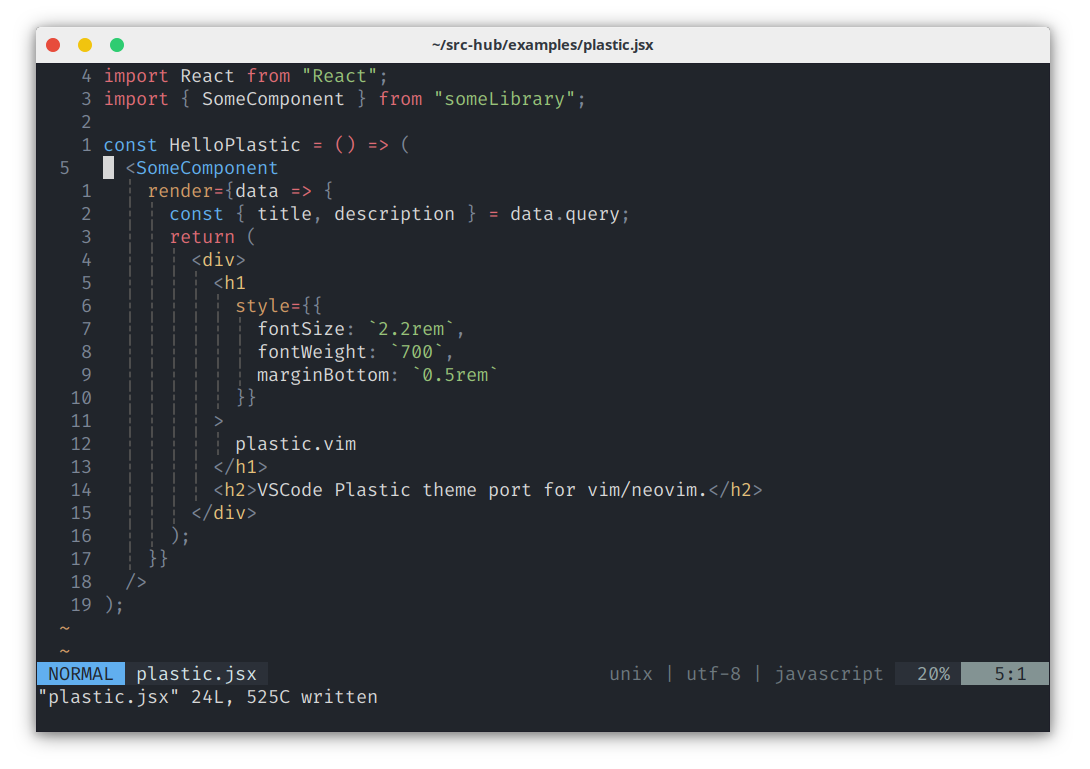 ~/src-hub/examples/plastic.jsx
4 import React from "React";
3 import { SomeComponent } from "someLibrary";
2
1 const HelloPlastic = () => (
5   <SomeComponent
1     render={data => {
2       const { title, description } = data.query;
3       return (
4         <div>
5           <h1
6             style={{
7               fontSize: `2.2rem`,
8               fontWeight: `700`,
9               marginBottom: `0.5rem`
10             }}
11           >
12             plastic.vim
13           </h1>
14           <h2>VSCode Plastic theme port for vim/neovim.</h2>
15         </div>
16       );
17     }}
18   />
19 );
~
~
NORMAL plastic.jsx unix | utf-8 | javascript 20% 5:1
"plastic.jsx" 24L, 525C written